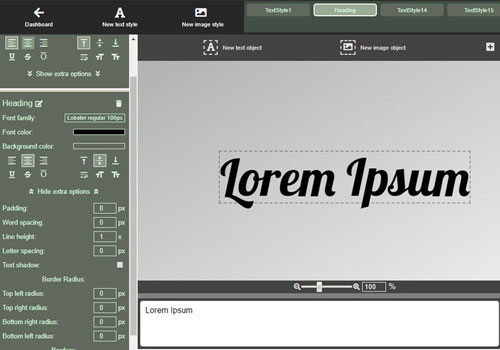 Dashboard
New text style
New image style
TextStyle1
Heading
TextStyle14
TextStyle15
New text object
New image object
Show extra options
Heading
Font family: Lobster regular 100px
Font color:
Background color:
Hide extra options
Padding: 0 px
Word spacing: 0 px
Line height: 1 x
Letter spacing: 0 px
Text shadow:
Border Radius:
Top left radius: 0 px
Top right radius: 0 px
Bottom right radius: 0 px
Bottom left radius: 0 px
Lorem Ipsum
100 %
Lorem Ipsum